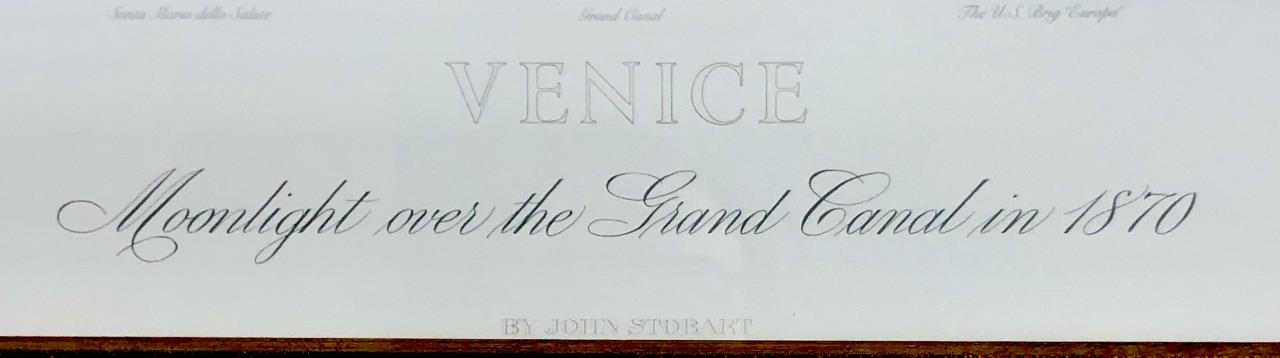 Santa Maria della Salute Grand Canal The U.S. Brig "Europa"
VENICE
Moonlight over the Grand Canal in 1870
BY JOHN STOBART